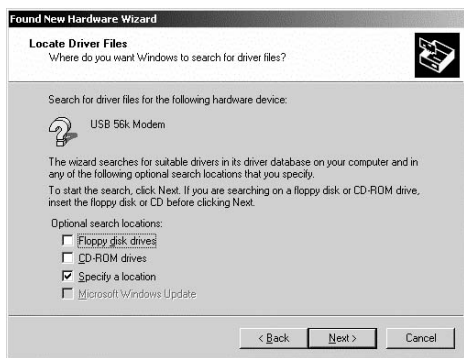 Found New Hardware Wizard
Locate Driver Files
Where do you want Windows to search for driver files?
Search for driver files for the following hardware device:
USB 56k Modem
The wizard searches for suitable drivers in its driver database on your computer and in
any of the following optional search locations that you specify.
To start the search, click Next. If you are searching on a floppy disk or CD-ROM drive,
insert the floppy disk or CD before clicking Next.
Optional search locations:
Floppy disk drives
CD-ROM drives
Specify a location
Microsoft Windows Update
< Back Next > Cancel